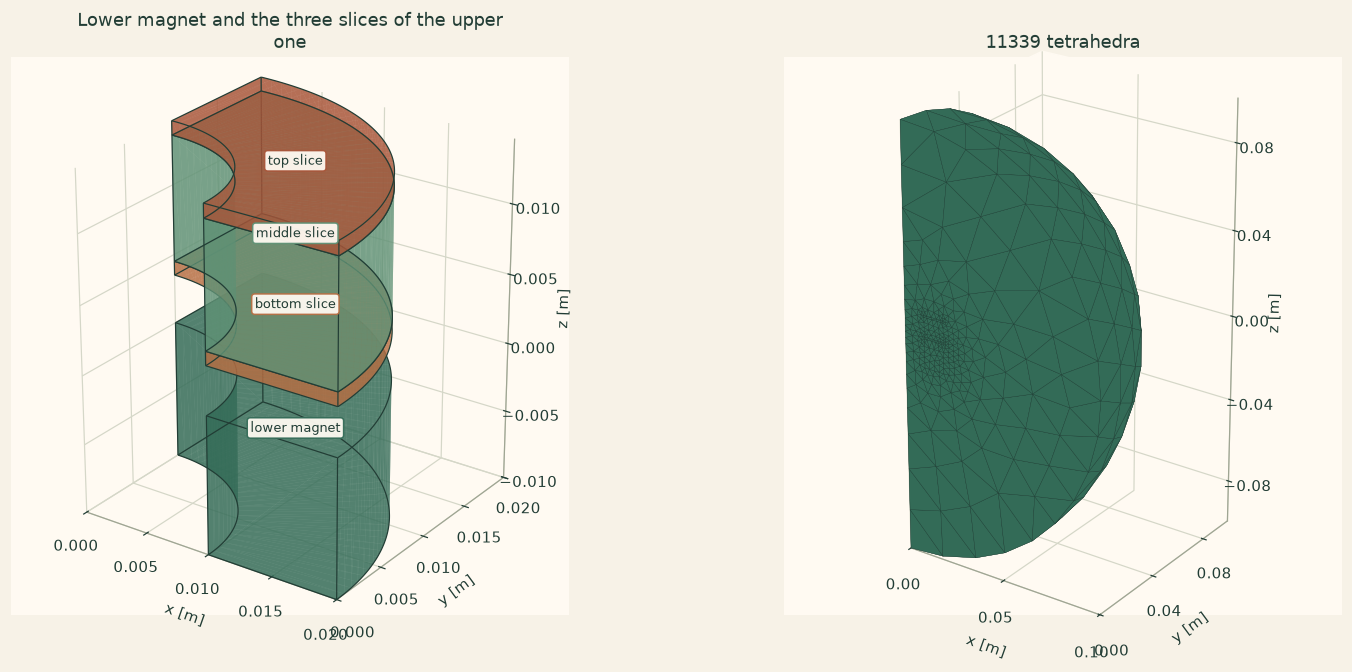 Lower magnet and the three slices of the upper
one
top slice
middle slice
bottom slice
lower magnet
0.010
0.005
0.000
−0.005
−0.010
z [m]
0.000
0.005
0.010
0.015
0.020
x [m]
0.000
0.005
0.010
0.015
0.020
y [m]
11339 tetrahedra
0.08
0.04
0.00
−0.04
−0.08
z [m]
0.00
0.05
0.10
x [m]
0.00
0.04
0.08
y [m]